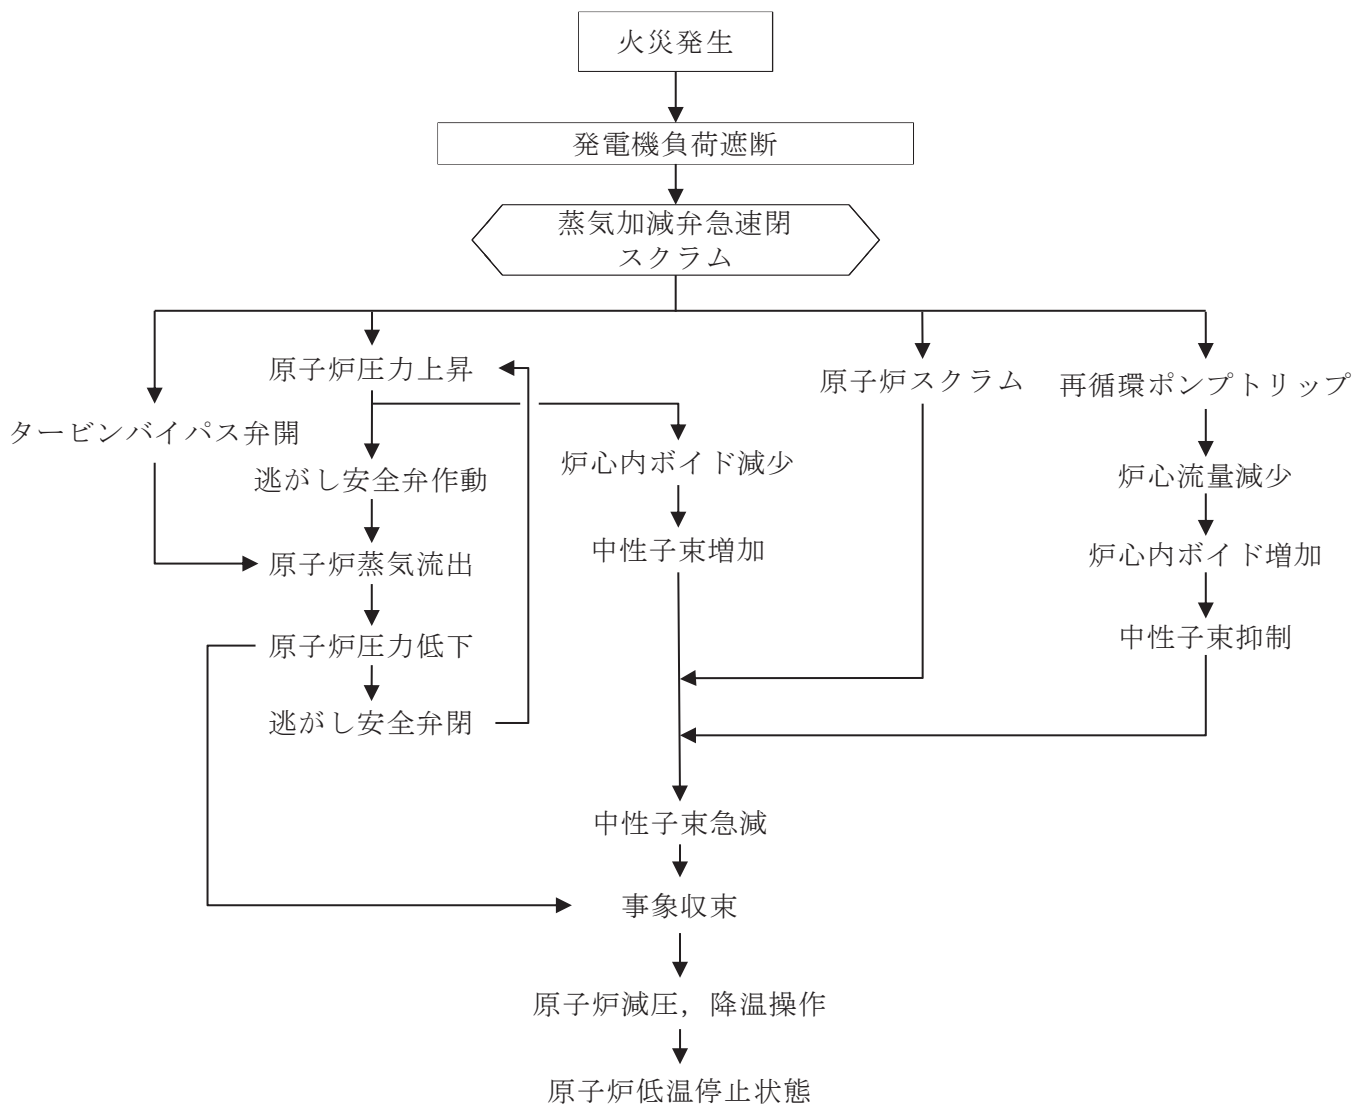 火災発生
発電機負荷遮断
蒸気加減弁急速閉
スクラム
原子炉圧力上昇
原子炉スクラム
再循環ポンプトリップ
タービンバイパス弁開
炉心内ボイド減少
逃がし安全弁作動
炉心流量減少
中性子束増加
原子炉蒸気流出
炉心内ボイド増加
原子炉圧力低下
中性子束抑制
逃がし安全弁閉
中性子束急減
事象収束
原子炉減圧，降温操作
原子炉低温停止状態